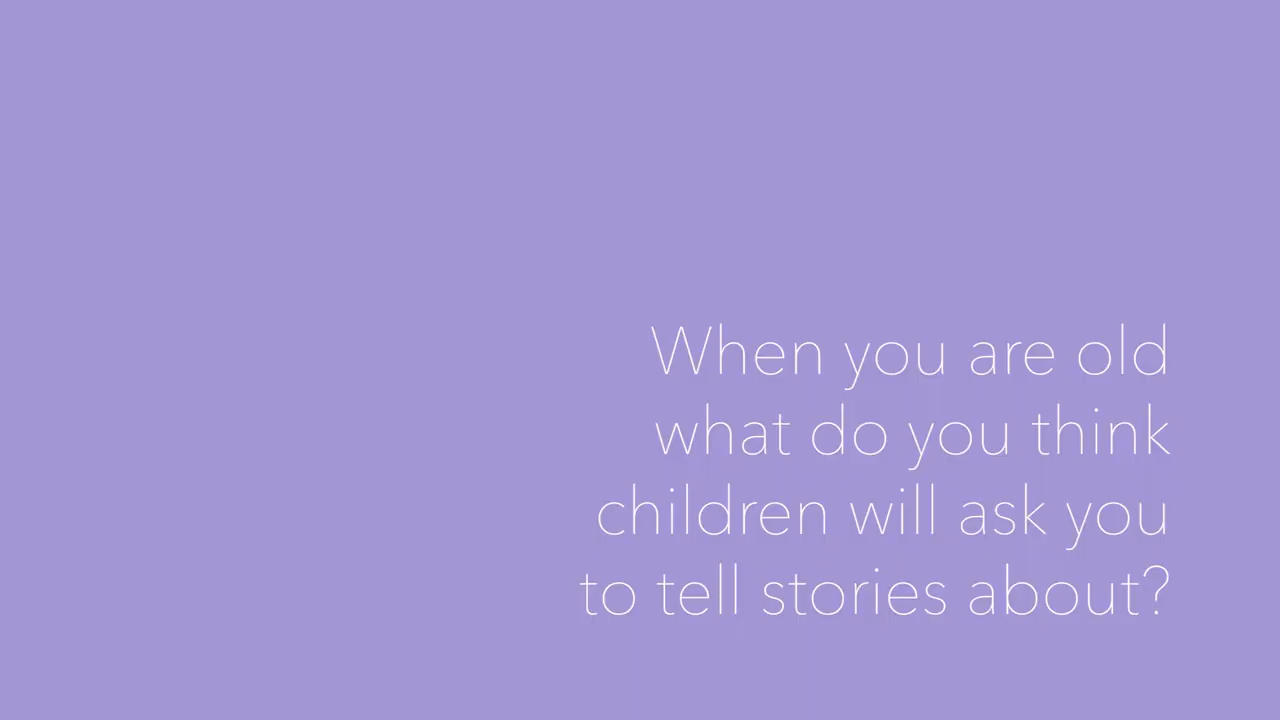 When you are old
what do you think
children will ask you
to tell stories about?